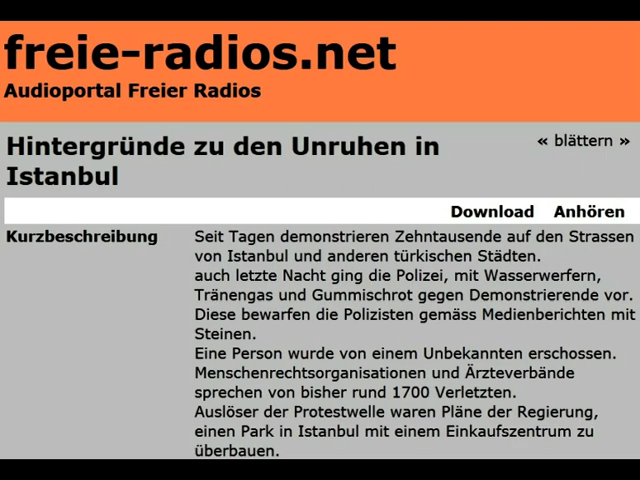 freie-radios.net
Audioportal Freier Radios
Hintergründe zu den Unruhen in
Istanbul
« blättern »
Download Anhören
Kurzbeschreibung
Seit Tagen demonstrieren Zehntausende auf den Strassen
von Istanbul und anderen türkischen Städten.
auch letzte Nacht ging die Polizei, mit Wasserwerfern,
Tränengas und Gummischrot gegen Demonstrierende vor.
Diese bewarfen die Polizisten gemäss Medienberichten mit
Steinen.
Eine Person wurde von einem Unbekannten erschossen.
Menschenrechtsorganisationen und Ärzteverbände
sprechen von bisher rund 1700 Verletzten.
Auslöser der Protestwelle waren Pläne der Regierung,
einen Park in Istanbul mit einem Einkaufszentrum zu
überbauen.